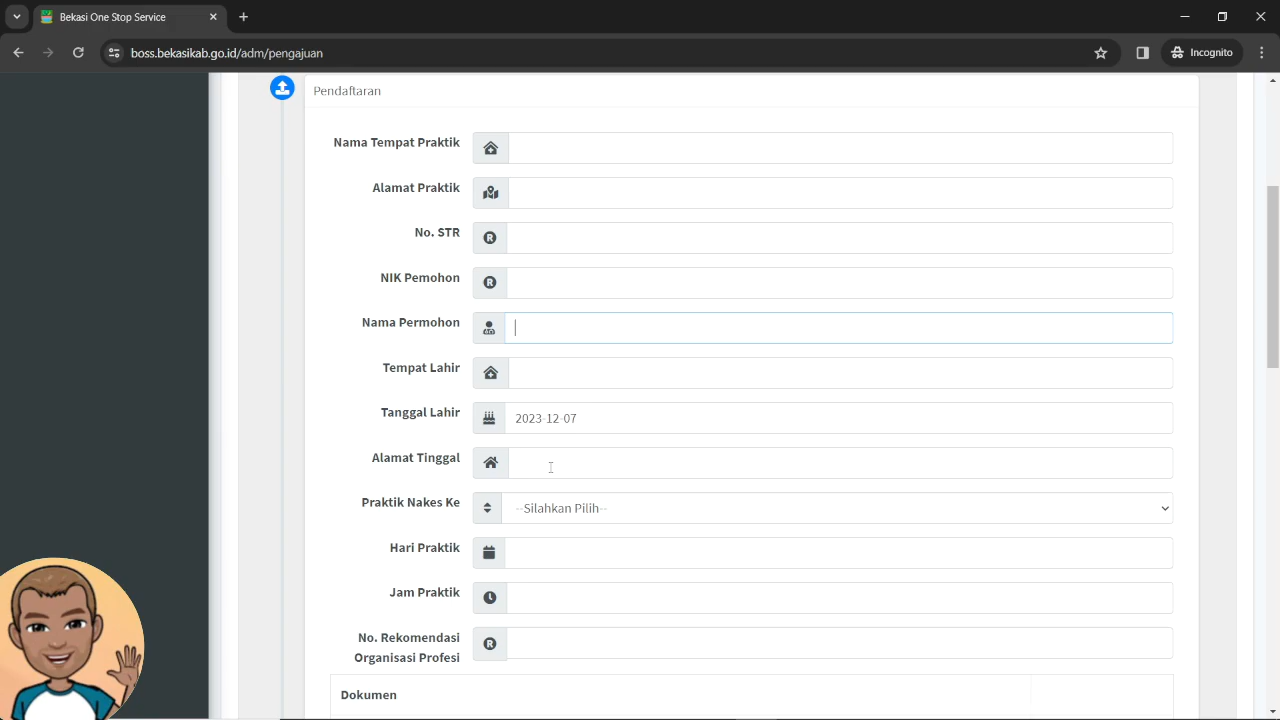 Bekasi One Stop Service
boss.bekasikab.go.id/adm/pengajuan
Incognito
Pendaftaran
Nama Tempat Praktik
Alamat Praktik
No. STR
NIK Pemohon
Nama Permohon
Tempat Lahir
Tanggal Lahir 2023-12-07
Alamat Tinggal
Praktik Nakes Ke --Silahkan Pilih--
Hari Praktik
Jam Praktik
No. Rekomendasi
Organisasi Profesi
Dokumen